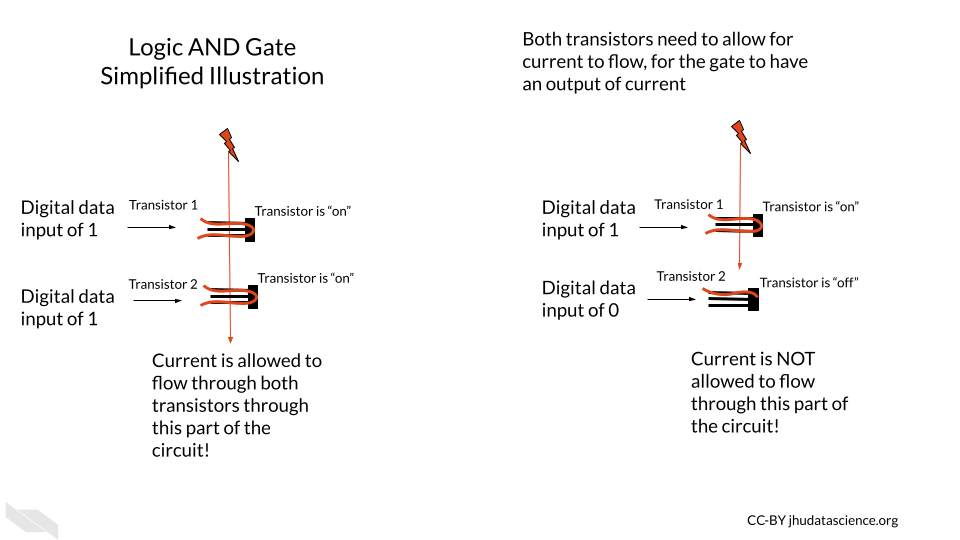 Logic AND Gate
Simplified Illustration
Digital data
input of 1
Transistor 1
Transistor is “on”
Digital data
input of 1
Transistor 2
Transistor is “on”
Current is allowed to
flow through both
transistors through
this part of the
circuit!
Both transistors need to allow for
current to flow, for the gate to have
an output of current
Digital data
input of 1
Transistor 1
Transistor is “on”
Digital data
input of 0
Transistor 2
Transistor is “off”
Current is NOT
allowed to flow
through this part of
the circuit!
CC-BY jhudatascience.org